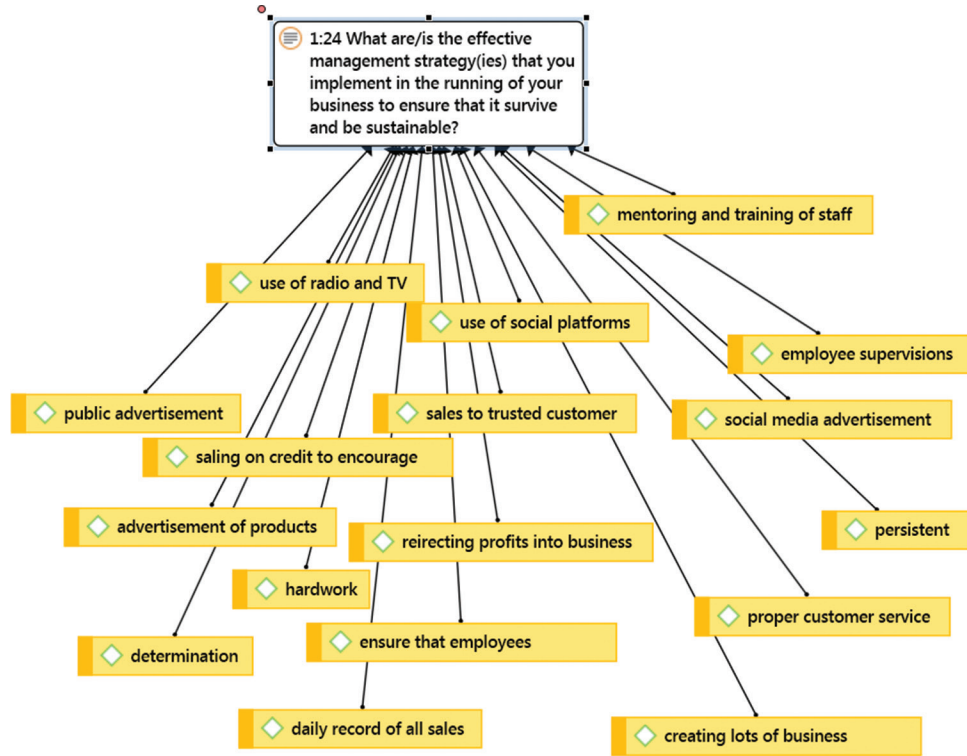 1:24 What are/is the effective
management strategy(ies) that you
implement in the running of your
business to ensure that it survive
and be sustainable?
mentoring and training of staff
use of radio and TV
use of social platforms
employee supervisions
public advertisement
sales to trusted customer
social media advertisement
saling on credit to encourage
advertisement of products
reirecting profits into business
persistent
hardwork
proper customer service
ensure that employees
determination
daily record of all sales
creating lots of business